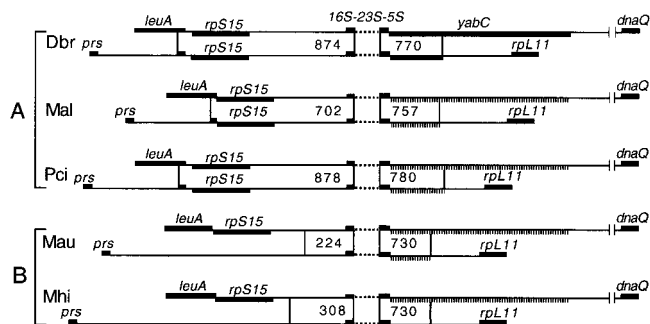 leuA rpS15 16S-23S-5S yabC dnaQ
Dbr prs rpS15 874 770 rpL11
A
leuA rpS15 dnaQ
Mal prs rpS15 702 757 rpL11
leuA rpS15 dnaQ
Pci prs rpS15 878 780 rpL11
leuA rpS15 dnaQ
Mau prs 224 730 rpL11
B
leuA rpS15 dnaQ
Mhi prs 308 730 rpL11